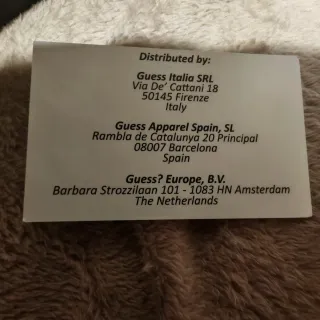 Distributed by:
Guess Italia SRL
Via De' Cattani 18
50145 Firenze
Italy
Guess Apparel Spain, SL
Rambla de Catalunya 20 Principal
08007 Barcelona
Spain
Guess? Europe, B.V.
Barbara Strozzilaan 101 - 1083 HN Amsterdam
The Netherlands